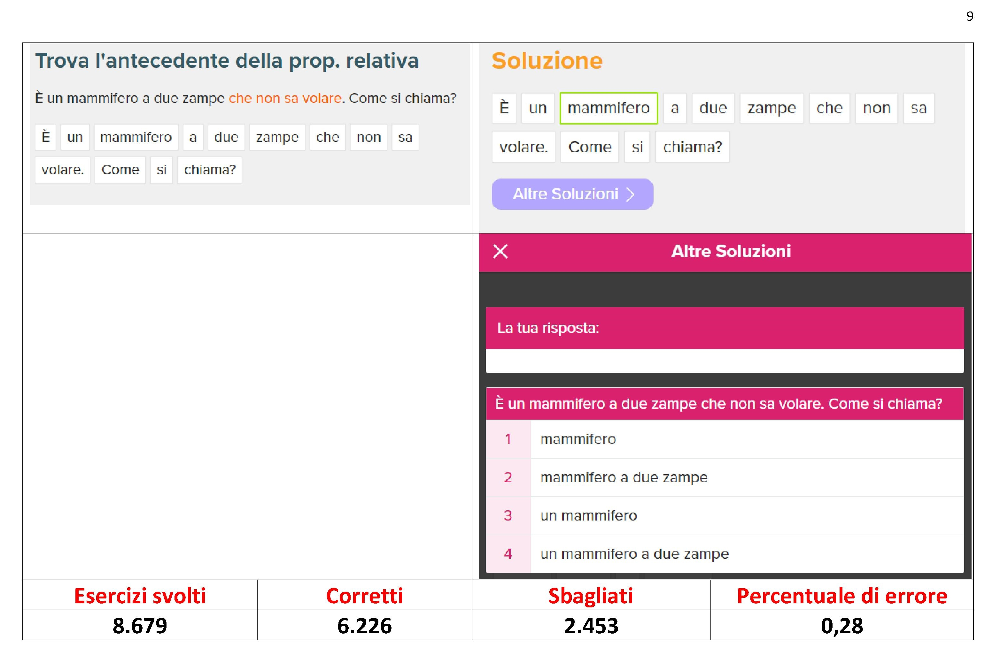 9
Trova l'antecedente della prop. relativa
È un mammifero a due zampe che non sa volare. Come si chiama?
È un mammifero a due zampe che non sa
volare. Come si chiama?
Soluzione
È un mammifero a due zampe che non sa
volare. Come si chiama?
Altre Soluzioni
Altre Soluzioni
La tua risposta:
È un mammifero a due zampe che non sa volare. Come si chiama?
1 mammifero
2 mammifero a due zampe
3 un mammifero
4 un mammifero a due zampe
Esercizi svolti Corretti Sbagliati Percentuale di errore
8.679 6.226 2.453 0,28